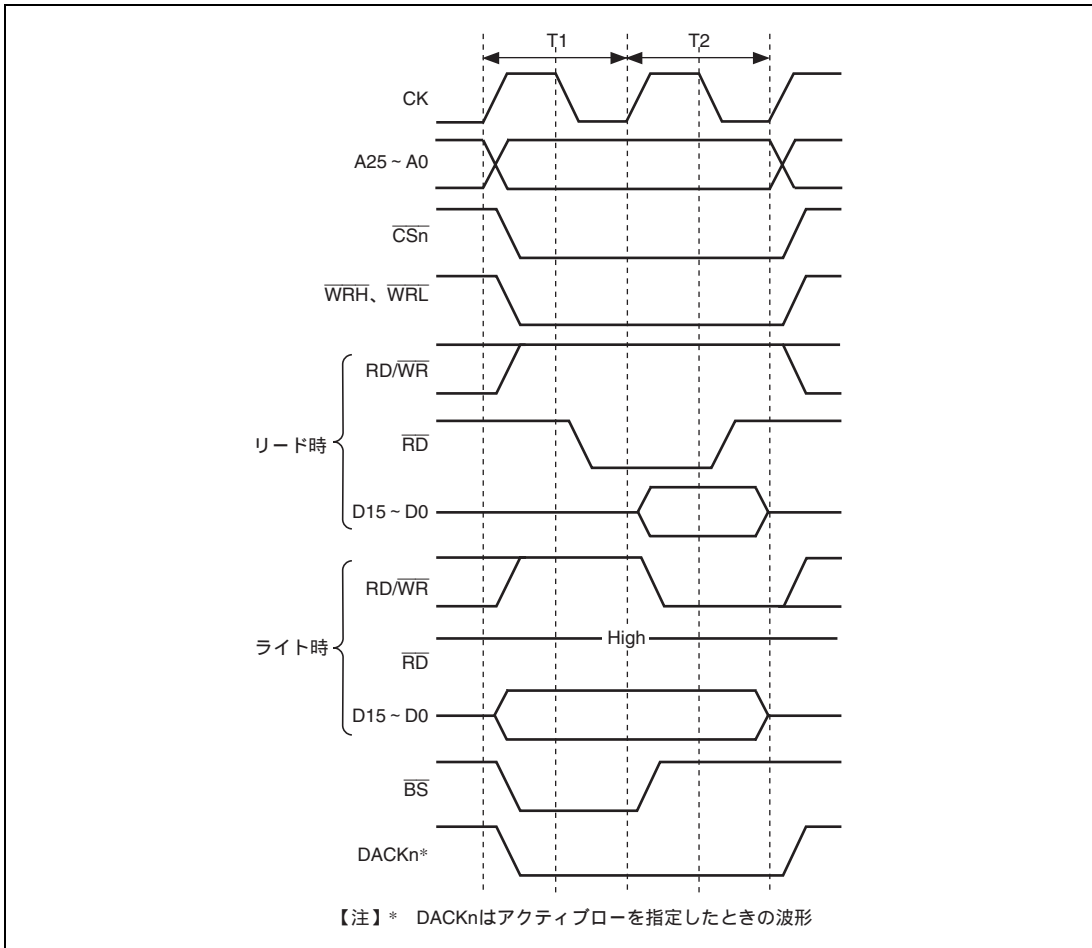 T1 T2
CK
A25 ~ A0
CSn
WRH、WRL
RD/WR
リード時
RD
D15 ~ D0
RD/WR
High
ライト時
RD
D15 ~ D0
BS
DACKn*
【注】* DACKnはアクティブローを指定したときの波形